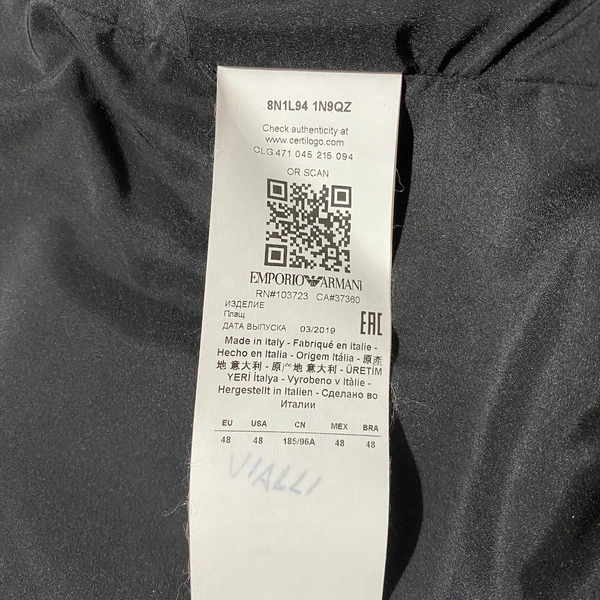 8N1L94 1N9QZ
Check authenticity at
www.certilogo.com
CLG 471 045 215 094
OR SCAN
EMPORIO ARMANI
RN#103723 CA#37360
ИЗДЕЛИЕ
Плащ
ДАТА ВЫПУСКА 03/2019
EAC
Made in italy - Fabriqué en Italie -
Hecho en Italia - Origem Itália - 原產
地 意大利 - 原 地 意大利 - ÜRETİM
YERİ İtalya - Vyrobeno v Itàlie -
Hergestellt in Italien - Сделано во
Италии
EU USA CN MEX BRA
48 48 185/96A 48 48
VIALLI